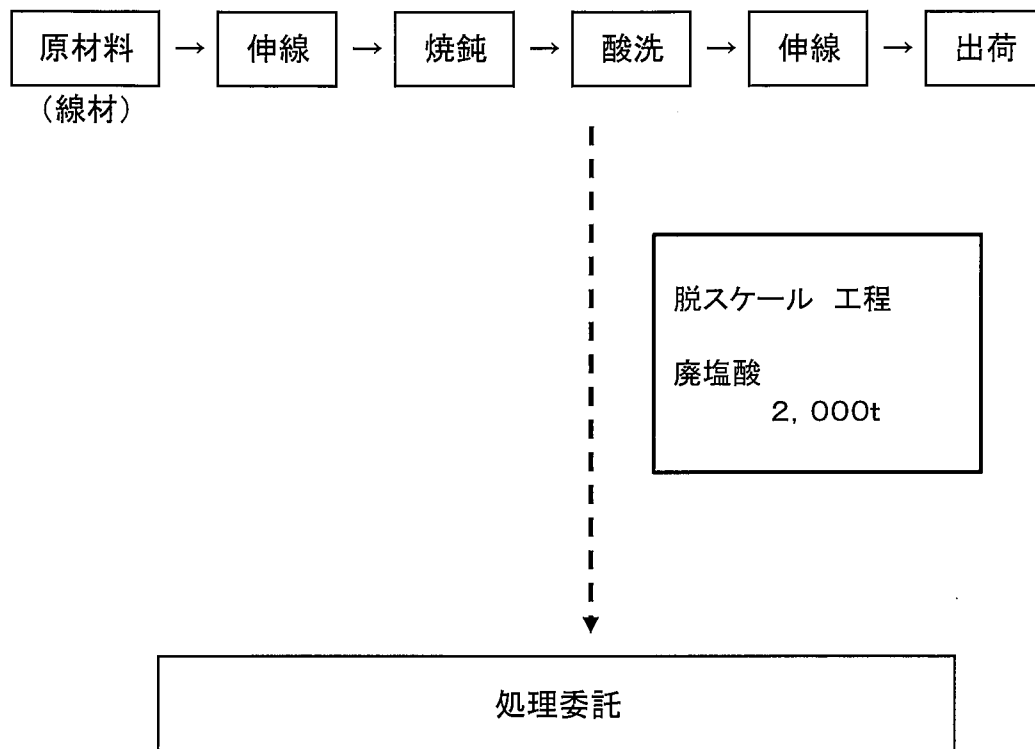 原材料 → 伸線 → 焼鈍 → 酸洗 → 伸線 → 出荷
(線材)
脱スケール 工程
廃塩酸
2,000t
処理委託